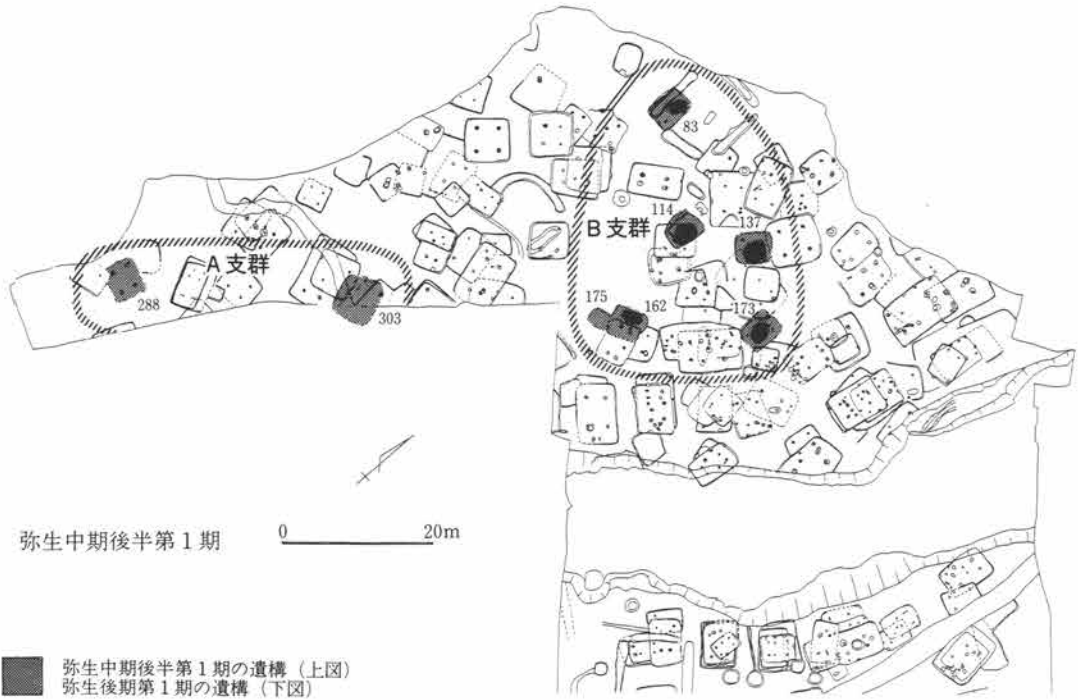 83
114
137
B支群
A支群
288
303
175
162
173
弥生中期後半第1期
0 20m
弥生中期後半第1期の遺構（上図）
弥生後期第1期の遺構（下図）